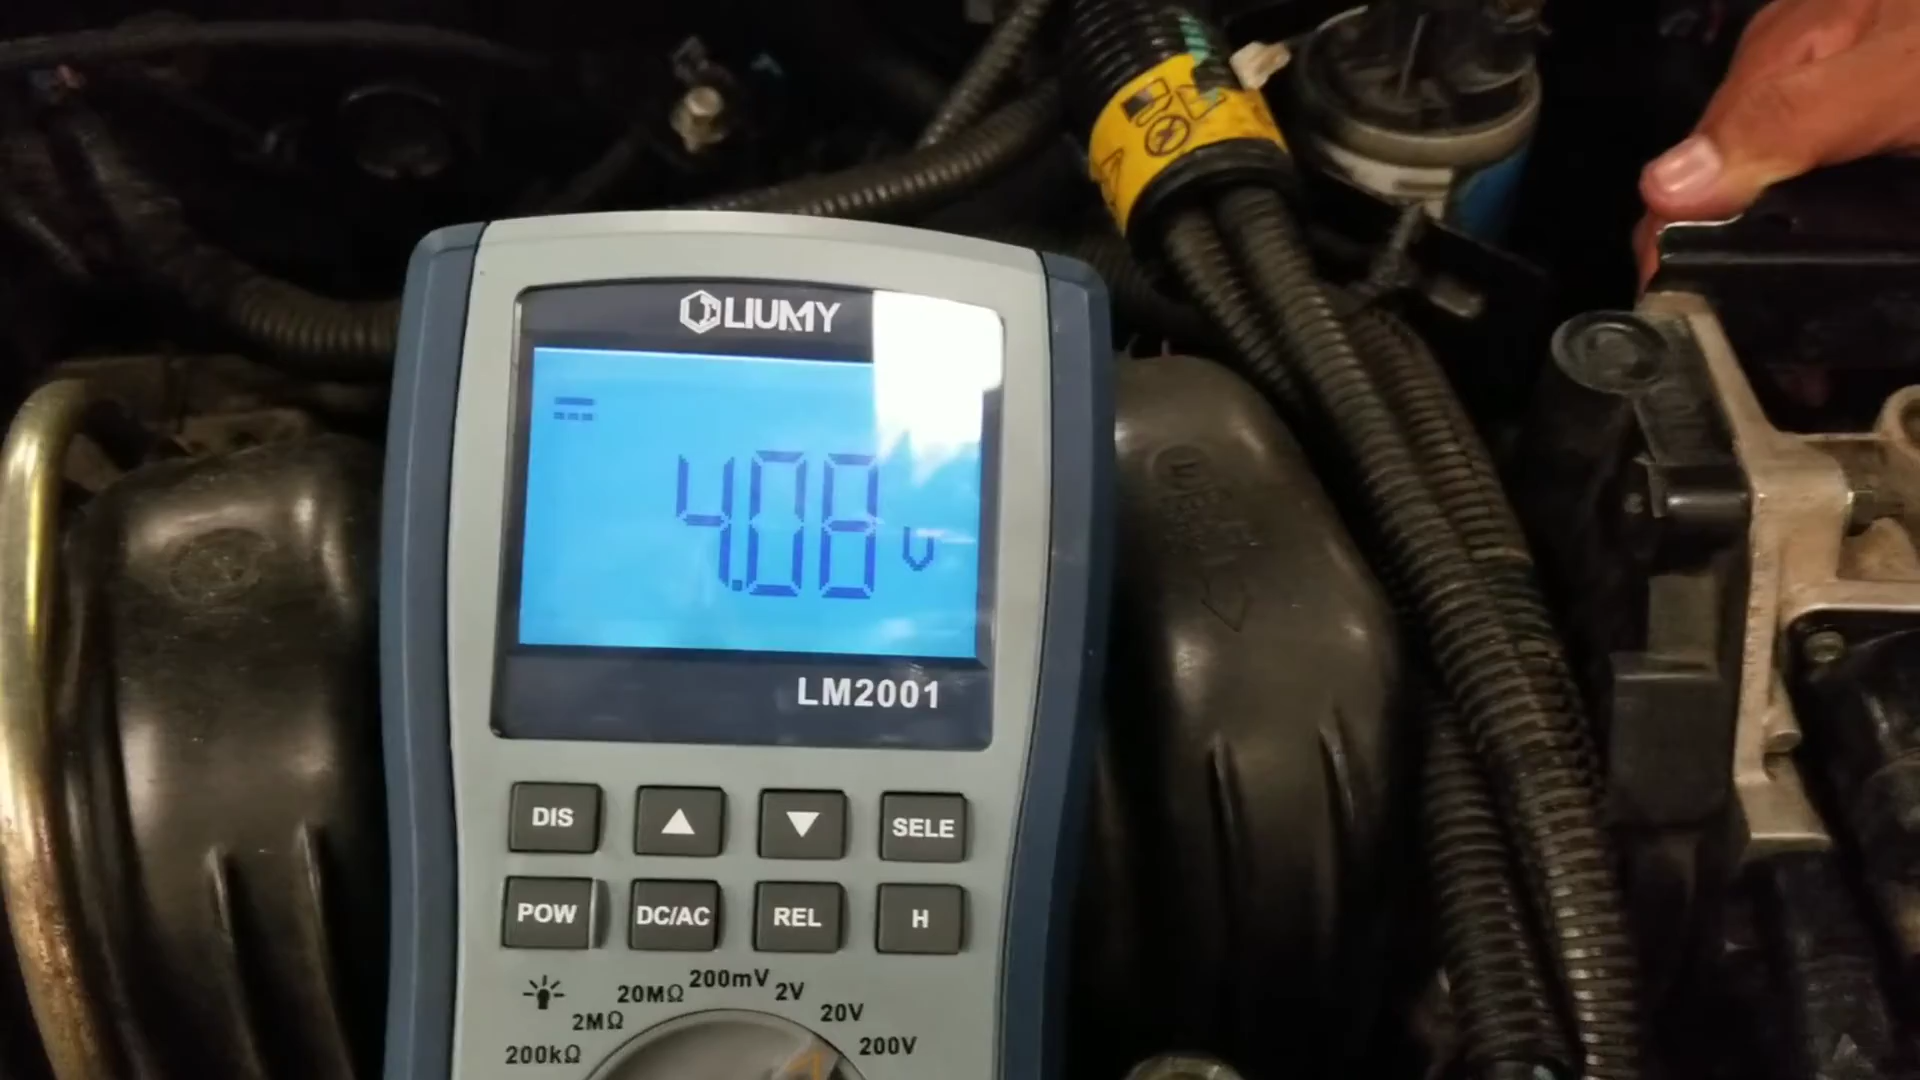 LIUMY
4.08 V
LM2001
DIS ▲ ▼ SELE
POW DC/AC REL H
20MΩ 200mV 2V
2MΩ 20V
200kΩ 200V